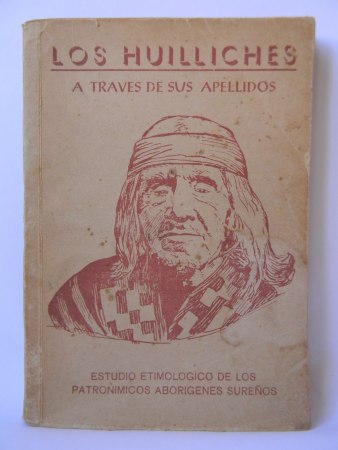 LOS HUILLICHES
A TRAVES DE SUS APELLIDOS
ESTUDIO ETIMOLOGICO DE LOS
PATRONIMICOS ABORIGENES SUREÑOS